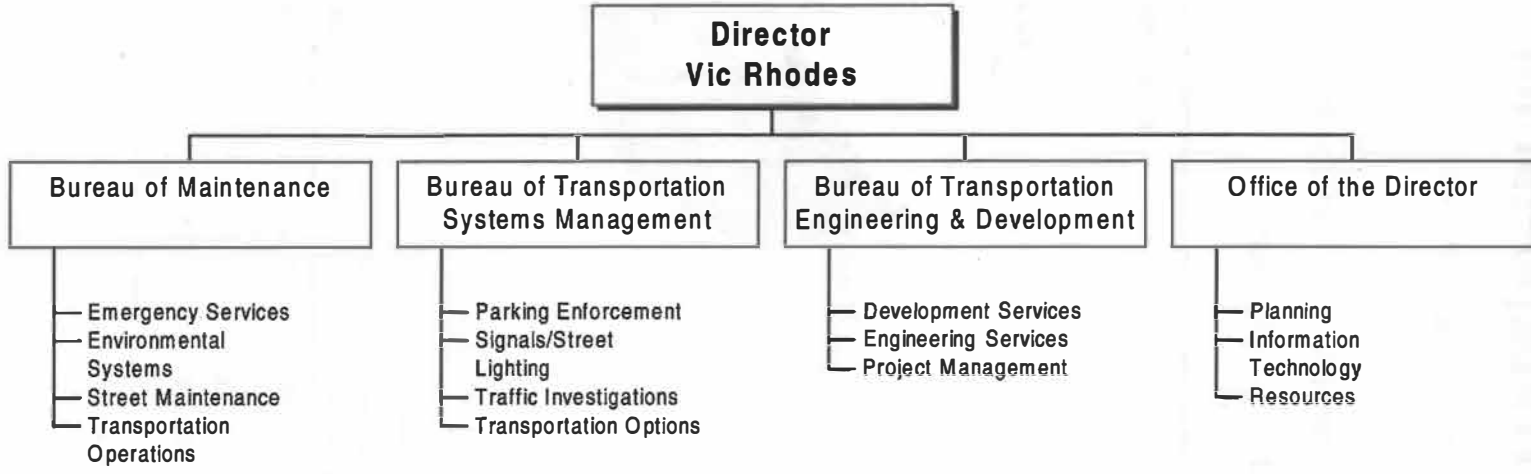 Director
Vic Rhodes
Bureau of Maintenance
Bureau of Transportation
Systems Management
Bureau of Transportation
Engineering & Development
Office of the Director
Emergency Services
Environmental
Systems
Street Maintenance
Transportation
Operations
Parking Enforcement
Signals/Street
Lighting
Traffic Investigations
Transportation Options
Development Services
Engineering Services
Project Management
Planning
Information
Technology
Resources